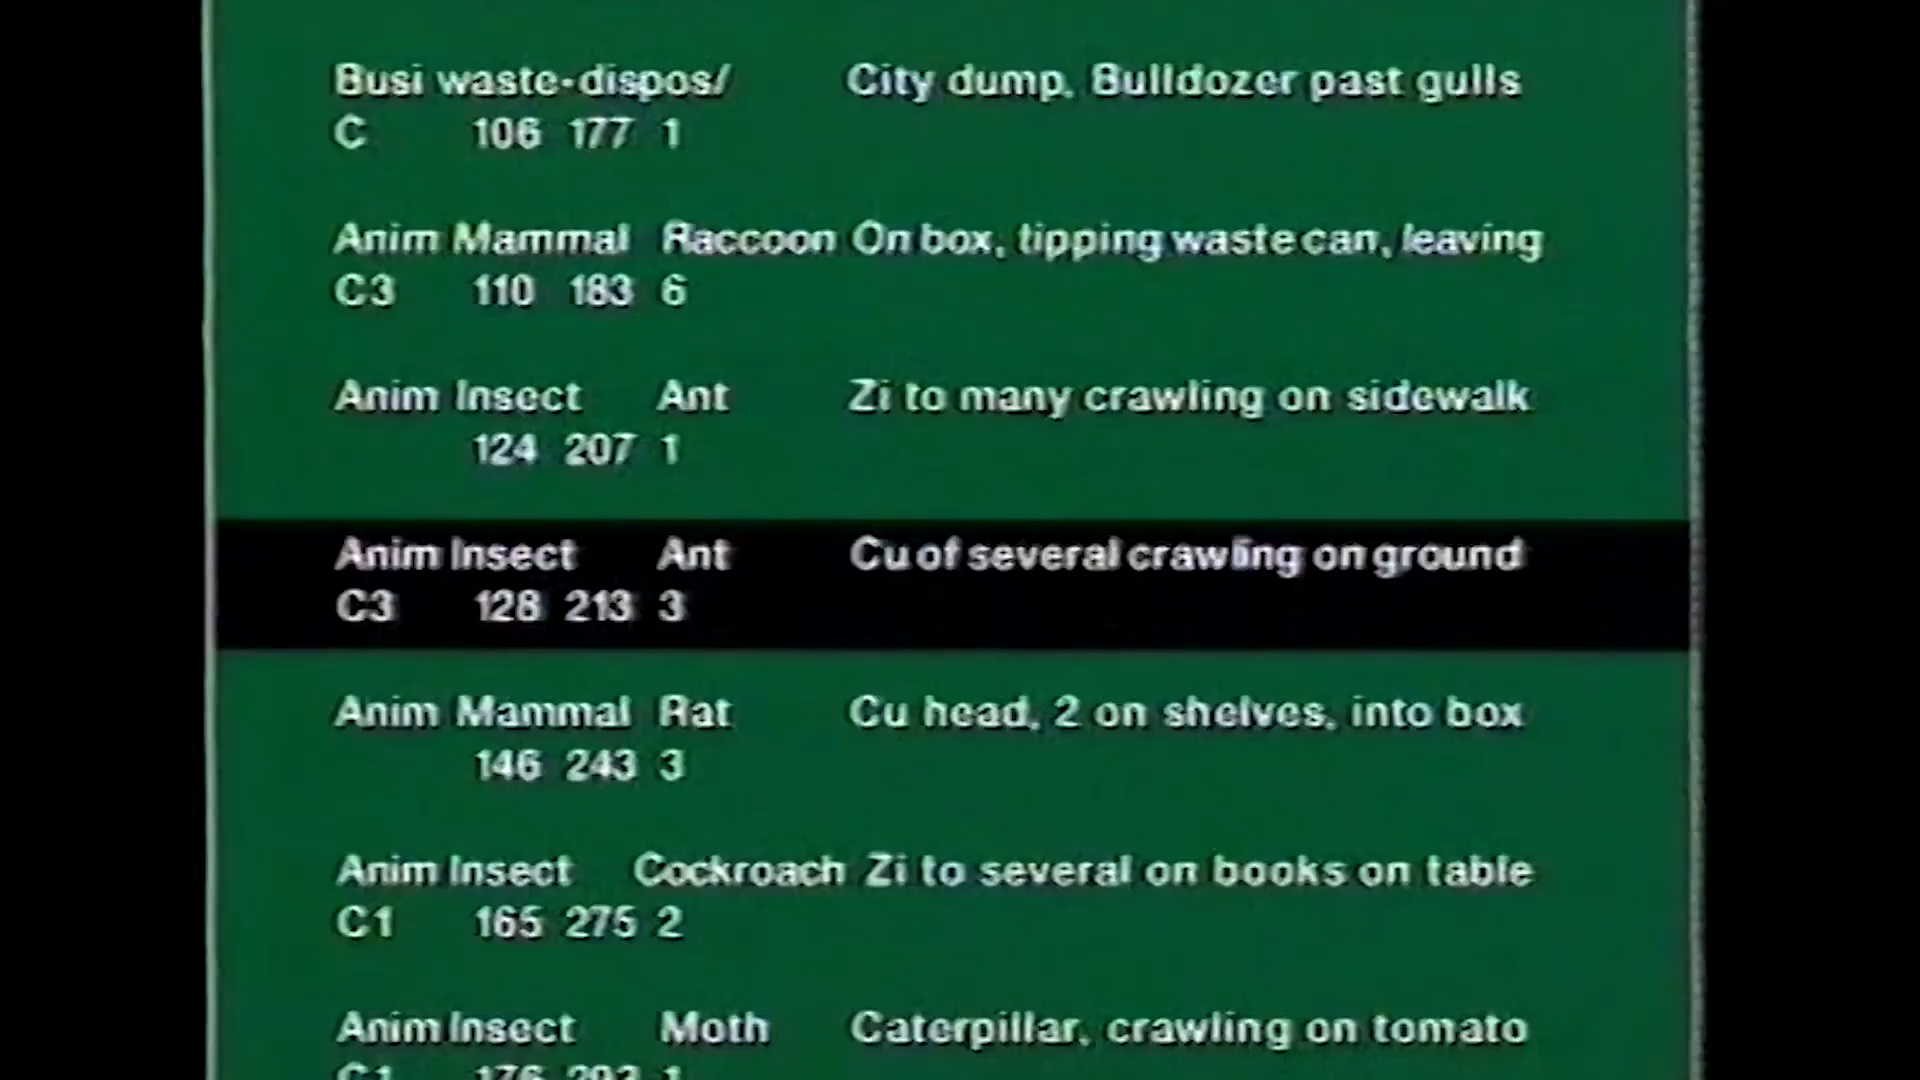 Busi waste-dispos/ City dump, Bulldozer past gulls
C 106 177 1
Anim Mammal Raccoon On box, tipping waste can, leaving
C3 110 183 6
Anim Insect Ant Zi to many crawling on sidewalk
124 207 1
Anim Insect Ant Cu of several crawling on ground
C3 128 213 3
Anim Mammal Rat Cu head, 2 on shelves, into box
146 243 3
Anim Insect Cockroach Zi to several on books on table
C1 165 275 2
Anim Insect Moth Caterpillar, crawling on tomato
C1 176 293 1